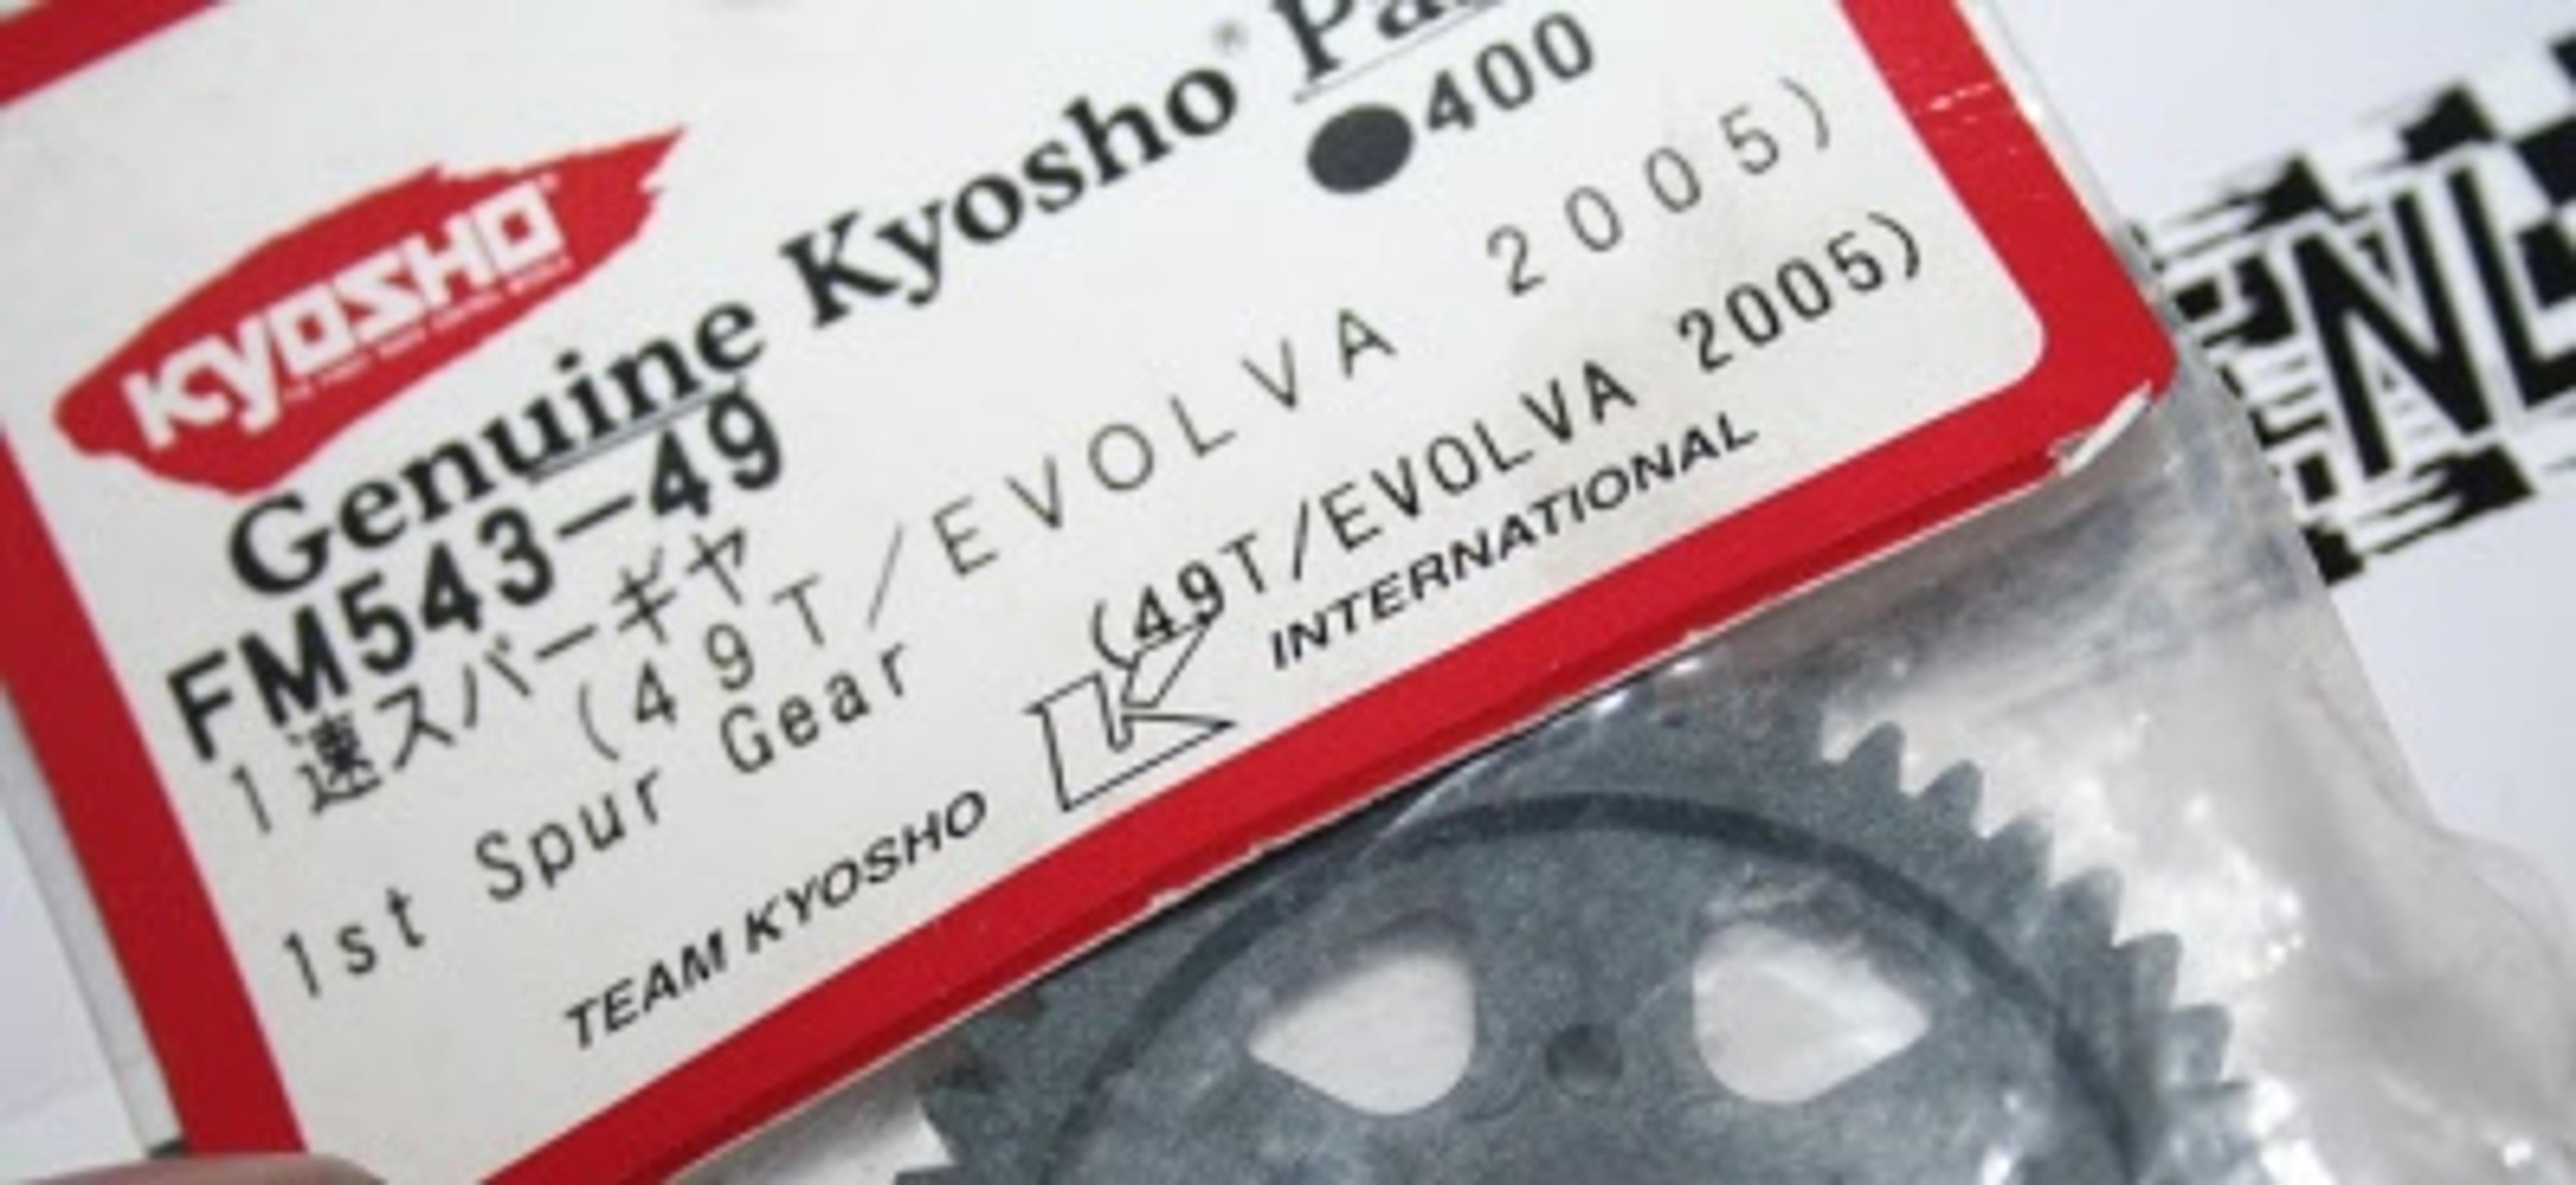 KYOSHO
Genuine Kyosho
●400
FM543-49
1速スパーギヤ
(49T/EVOLVA 2005)
1st Spur Gear (49T/EVOLVA 2005)
TEAM KYOSHO K INTERNATIONAL